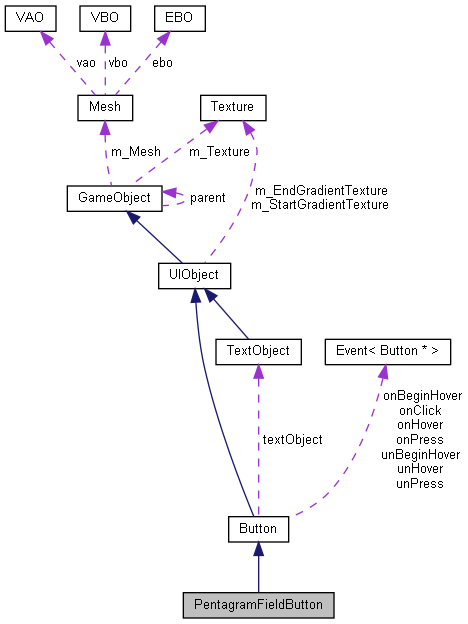 VAO
VBO
EBO
vao
vbo
ebo
Mesh
Texture
m_Mesh
m_Texture
GameObject
parent
m_EndGradientTexture
m_StartGradientTexture
UIObject
TextObject
Event< Button * >
textObject
onBeginHover
onClick
onHover
onPress
unBeginHover
unHover
unPress
Button
PentagramFieldButton